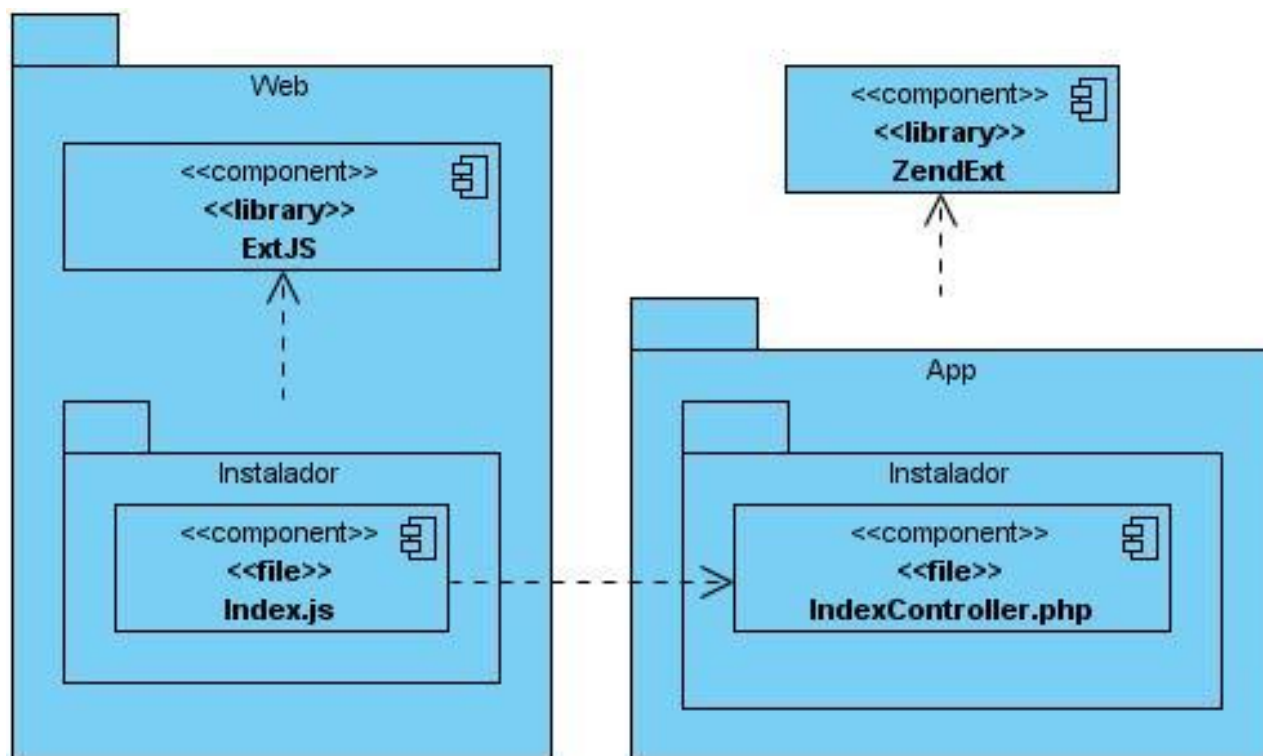 Web
<<component>>
<<library>>
ExtJS
Instalador
<<component>>
<<file>>
Index.js
<<component>>
<<library>>
ZendExt
App
Instalador
<<component>>
<<file>>
IndexController.php